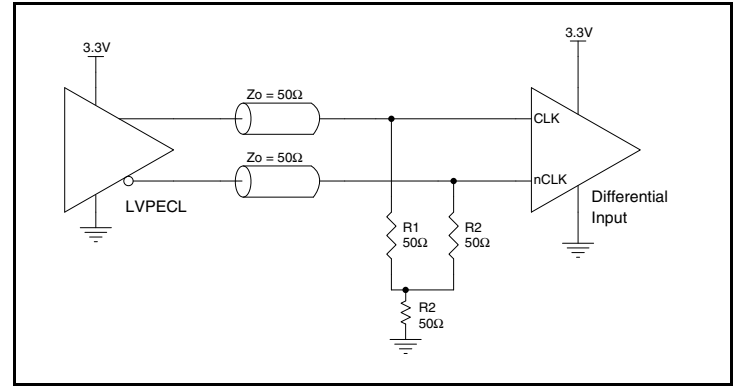 3.3V
3.3V
Zo = 50Ω
CLK
Zo = 50Ω
nCLK
LVPECL
Differential
Input
R1
50Ω
R2
50Ω
R2
50Ω